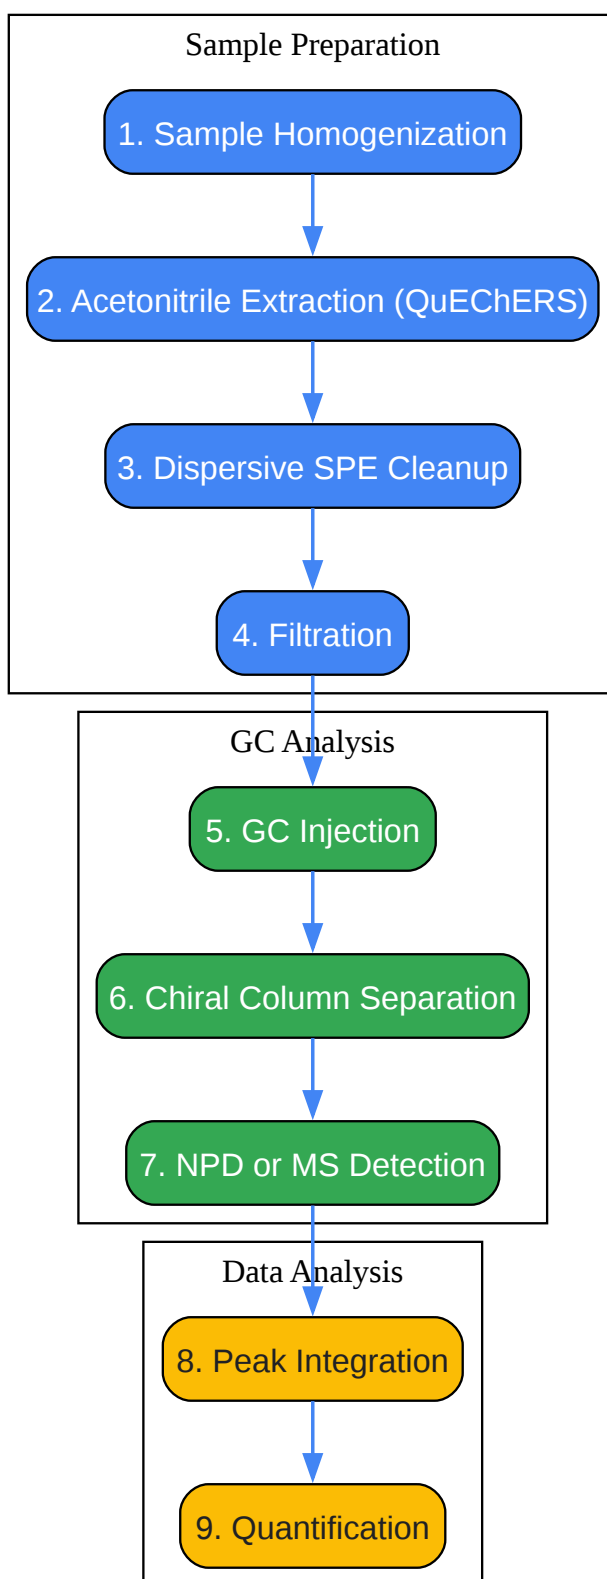 Sample Preparation
1. Sample Homogenization
2. Acetonitrile Extraction (QuEChERS)
3. Dispersive SPE Cleanup
4. Filtration
GC Analysis
5. GC Injection
6. Chiral Column Separation
7. NPD or MS Detection
Data Analysis
8. Peak Integration
9. Quantification